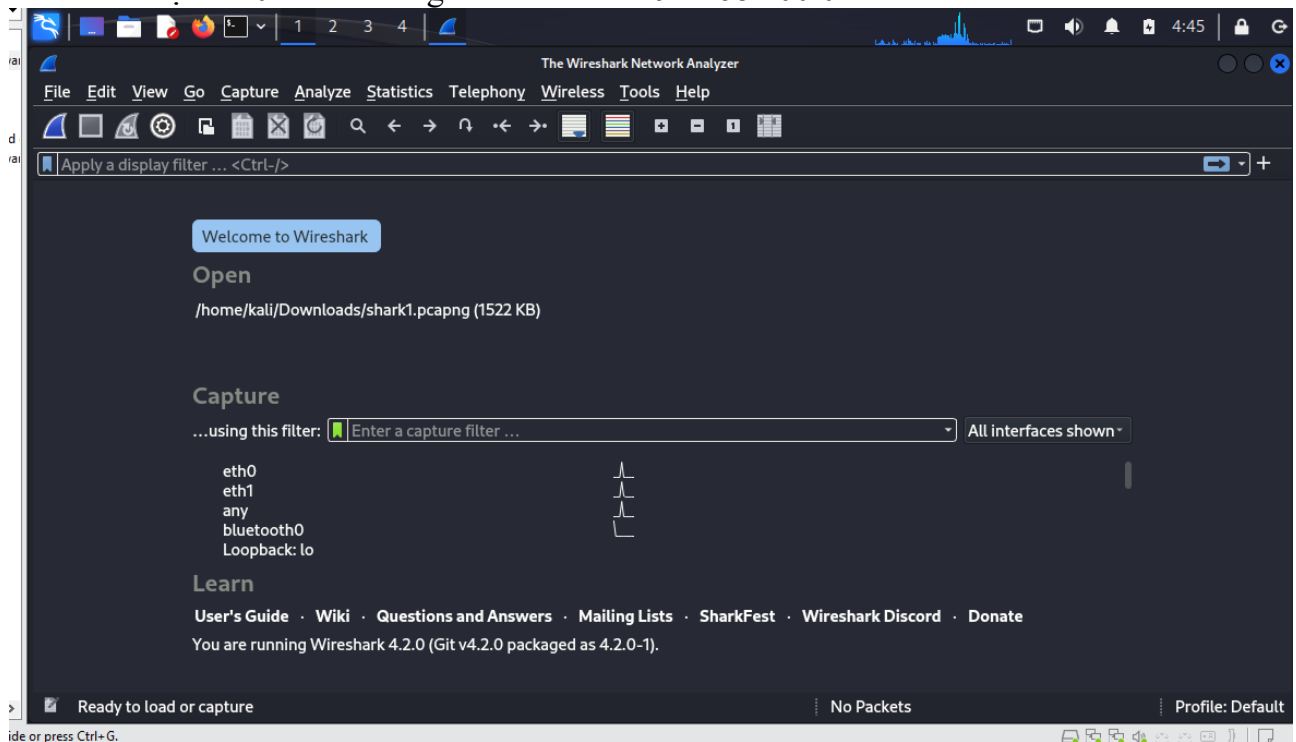 1 2 3 4
4:45
The Wireshark Network Analyzer
File Edit View Go Capture Analyze Statistics Telephony Wireless Tools Help
Apply a display filter ... <Ctrl-/>
Welcome to Wireshark
Open
/home/kali/Downloads/shark1.pcapng (1522 KB)
Capture
...using this filter: Enter a capture filter ... All interfaces shown
eth0
eth1
any
bluetooth0
Loopback: lo
Learn
User's Guide · Wiki · Questions and Answers · Mailing Lists · SharkFest · Wireshark Discord · Donate
You are running Wireshark 4.2.0 (Git v4.2.0 packaged as 4.2.0-1).
Ready to load or capture No Packets Profile: Default
or press Ctrl+G.